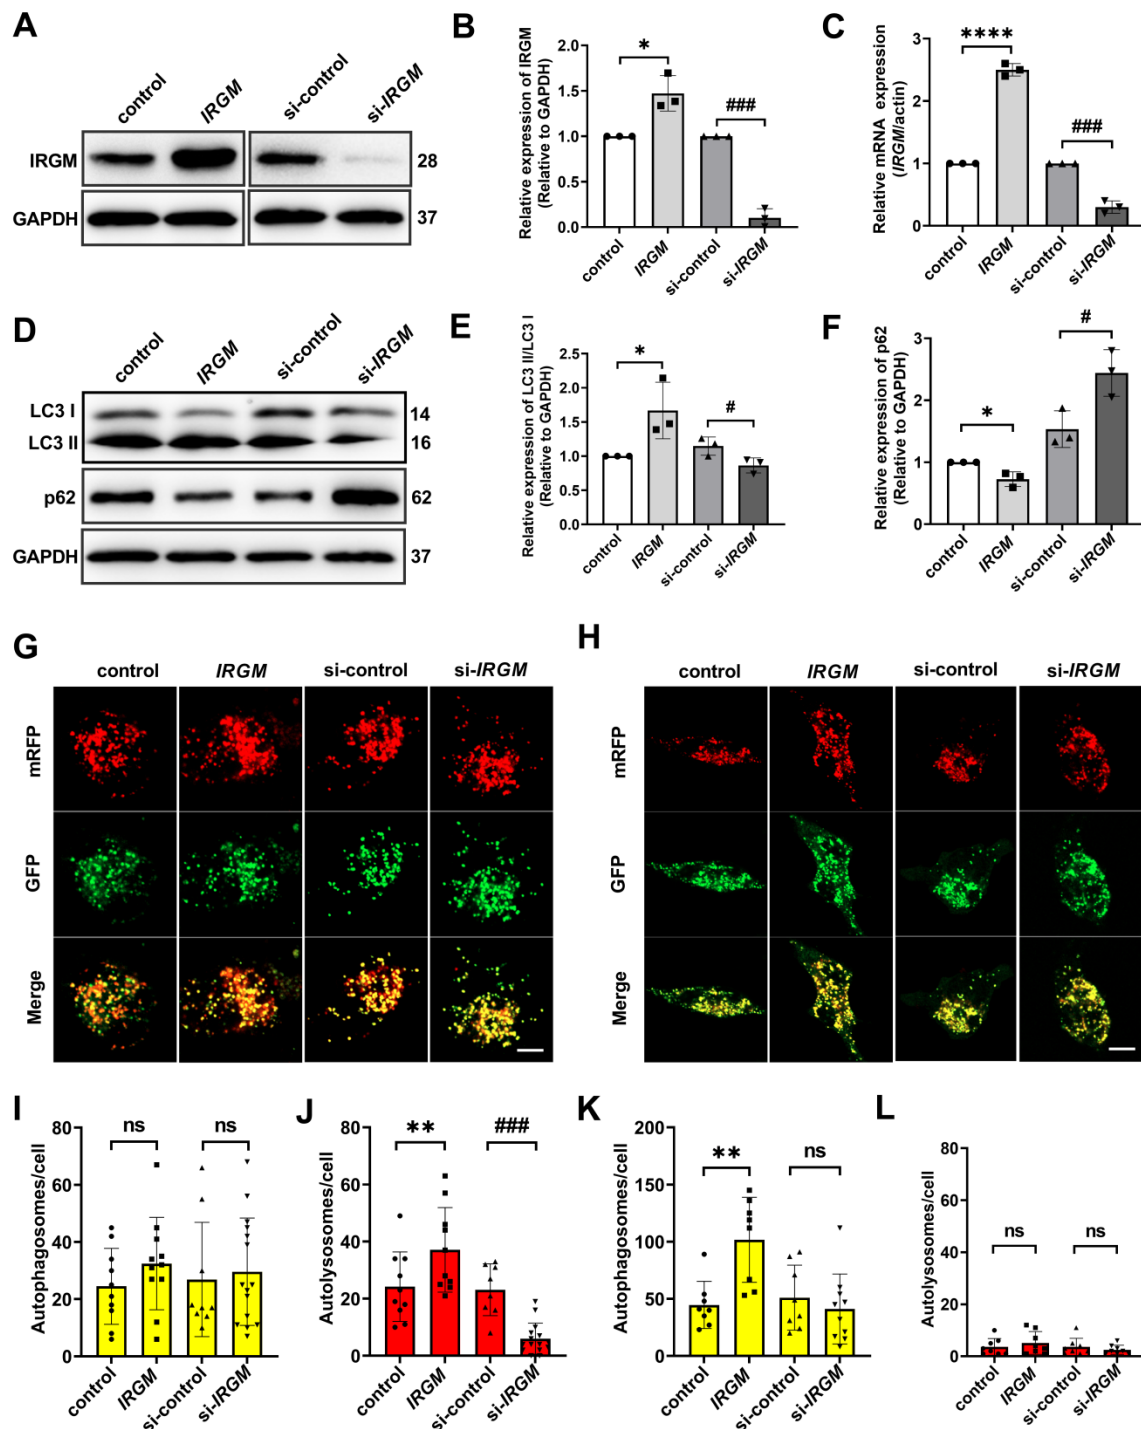 A
control
IRGM
si-control
si-IRGM
IRGM
28
GAPDH
37
B
Relative expression of IRGM
(Relative to GAPDH)
2.0
1.5
1.0
0.5
0.0
*
###
control
IRGM
si-control
si-IRGM
C
Relative mRNA expression
(IRGM/actin)
3
2
1
0
****
###
control
IRGM
si-control
si-IRGM
D
control
IRGM
si-control
si-IRGM
LC3 I
14
LC3 II
16
p62
62
GAPDH
37
E
Relative expression of LC3 II/LC3 I
(Relative to GAPDH)
2.5
2.0
1.5
1.0
0.5
0.0
*
#
control
IRGM
si-control
si-IRGM
F
Relative expression of p62
(Relative to GAPDH)
3
2
1
0
*
#
control
IRGM
si-control
si-IRGM
G
control
IRGM
si-control
si-IRGM
mRFP
GFP
Merge
H
control
IRGM
si-control
si-IRGM
mRFP
GFP
Merge
I
Autophagosomes/cell
80
60
40
20
0
ns
ns
control
IRGM
si-control
si-IRGM
J
Autolysosomes/cell
80
60
40
20
0
**
###
control
IRGM
si-control
si-IRGM
K
Autophagosomes/cell
200
150
100
50
0
**
ns
control
IRGM
si-control
si-IRGM
L
Autolysosomes/cell
80
60
40
20
0
ns
ns
control
IRGM
si-control
si-IRGM